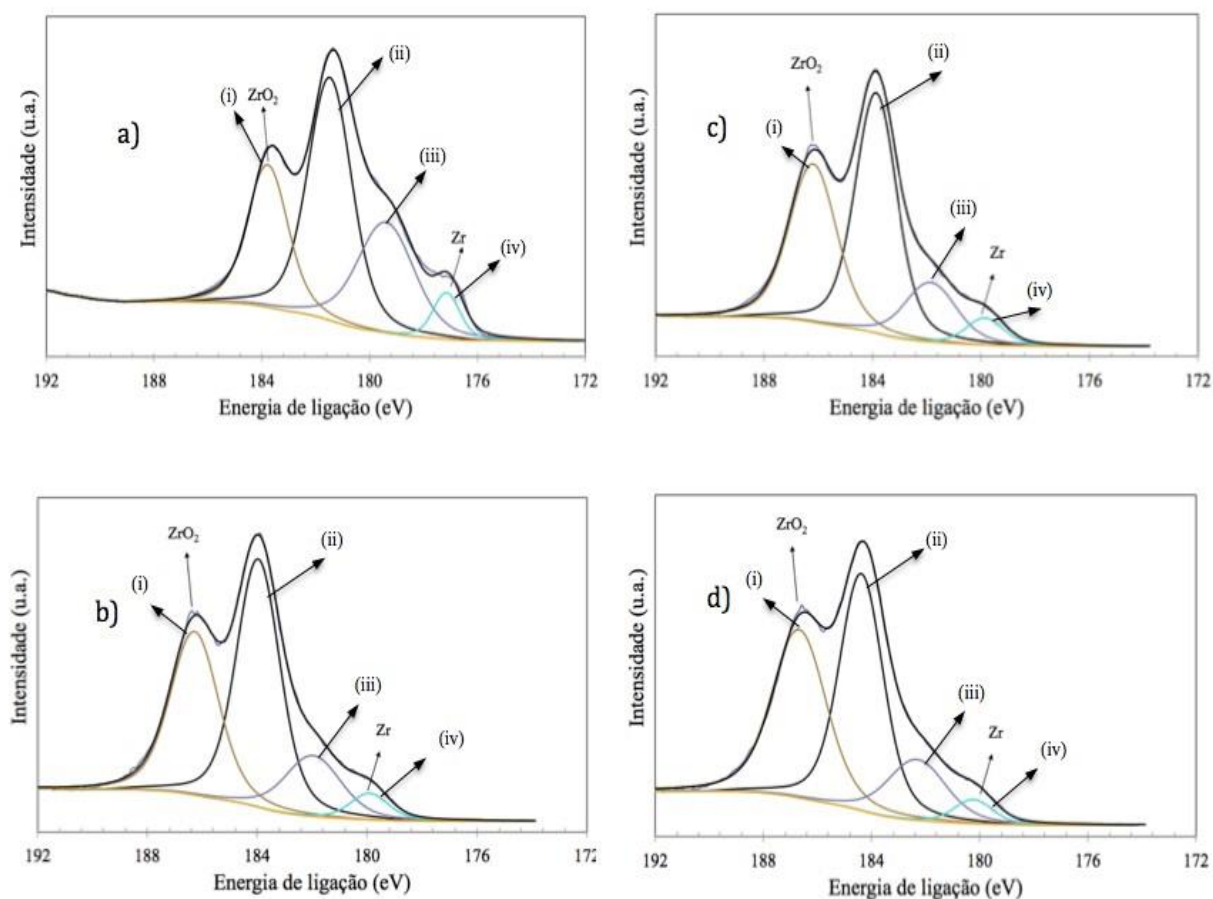 a)
Intensidade (u.a.)
(i)
ZrO₂
(ii)
(iii)
Zr
(iv)
192 188 184 180 176 172
Energia de ligação (eV)
c)
Intensidade (u.a.)
(i)
ZrO₂
(ii)
(iii)
Zr
(iv)
192 188 184 180 176 172
Energia de ligação (eV)
b)
Intensidade (u.a.)
(i)
ZrO₂
(ii)
(iii)
Zr
(iv)
192 188 184 180 176 172
Energia de ligação (eV)
d)
Intensidade (u.a.)
(i)
ZrO₂
(ii)
(iii)
Zr
(iv)
192 188 184 180 176 172
Energia de ligação (eV)